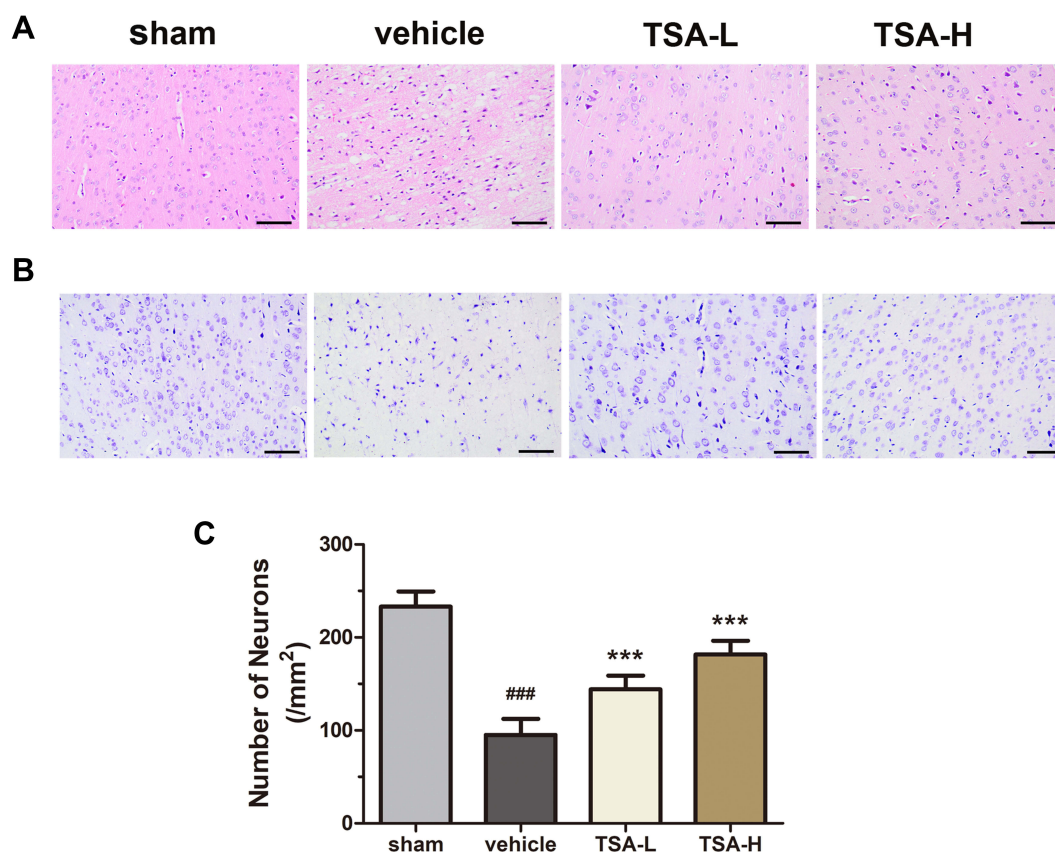 A
sham vehicle TSA-L TSA-H
B
C
Number of Neurons
(/mm²)
300
200
100
0
###
***
***
sham vehicle TSA-L TSA-H